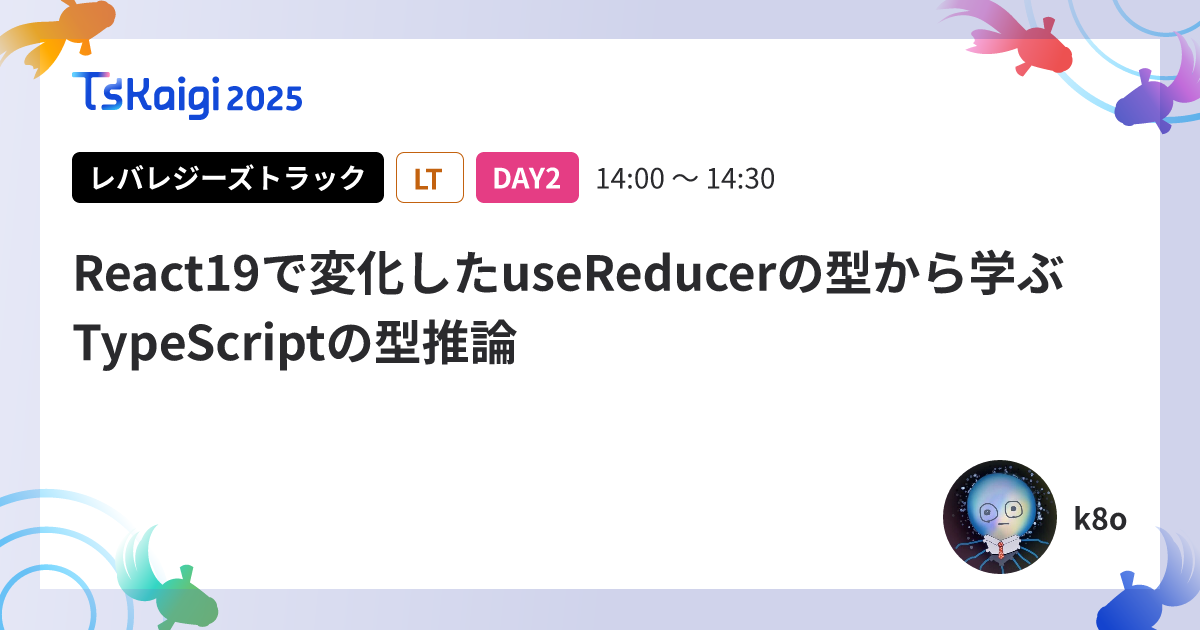 TSKaigi 2025
レバレジーズトラック LT DAY2 14:00 〜 14:30
React19で変化したuseReducerの型から学ぶ
TypeScriptの型推論
k8o